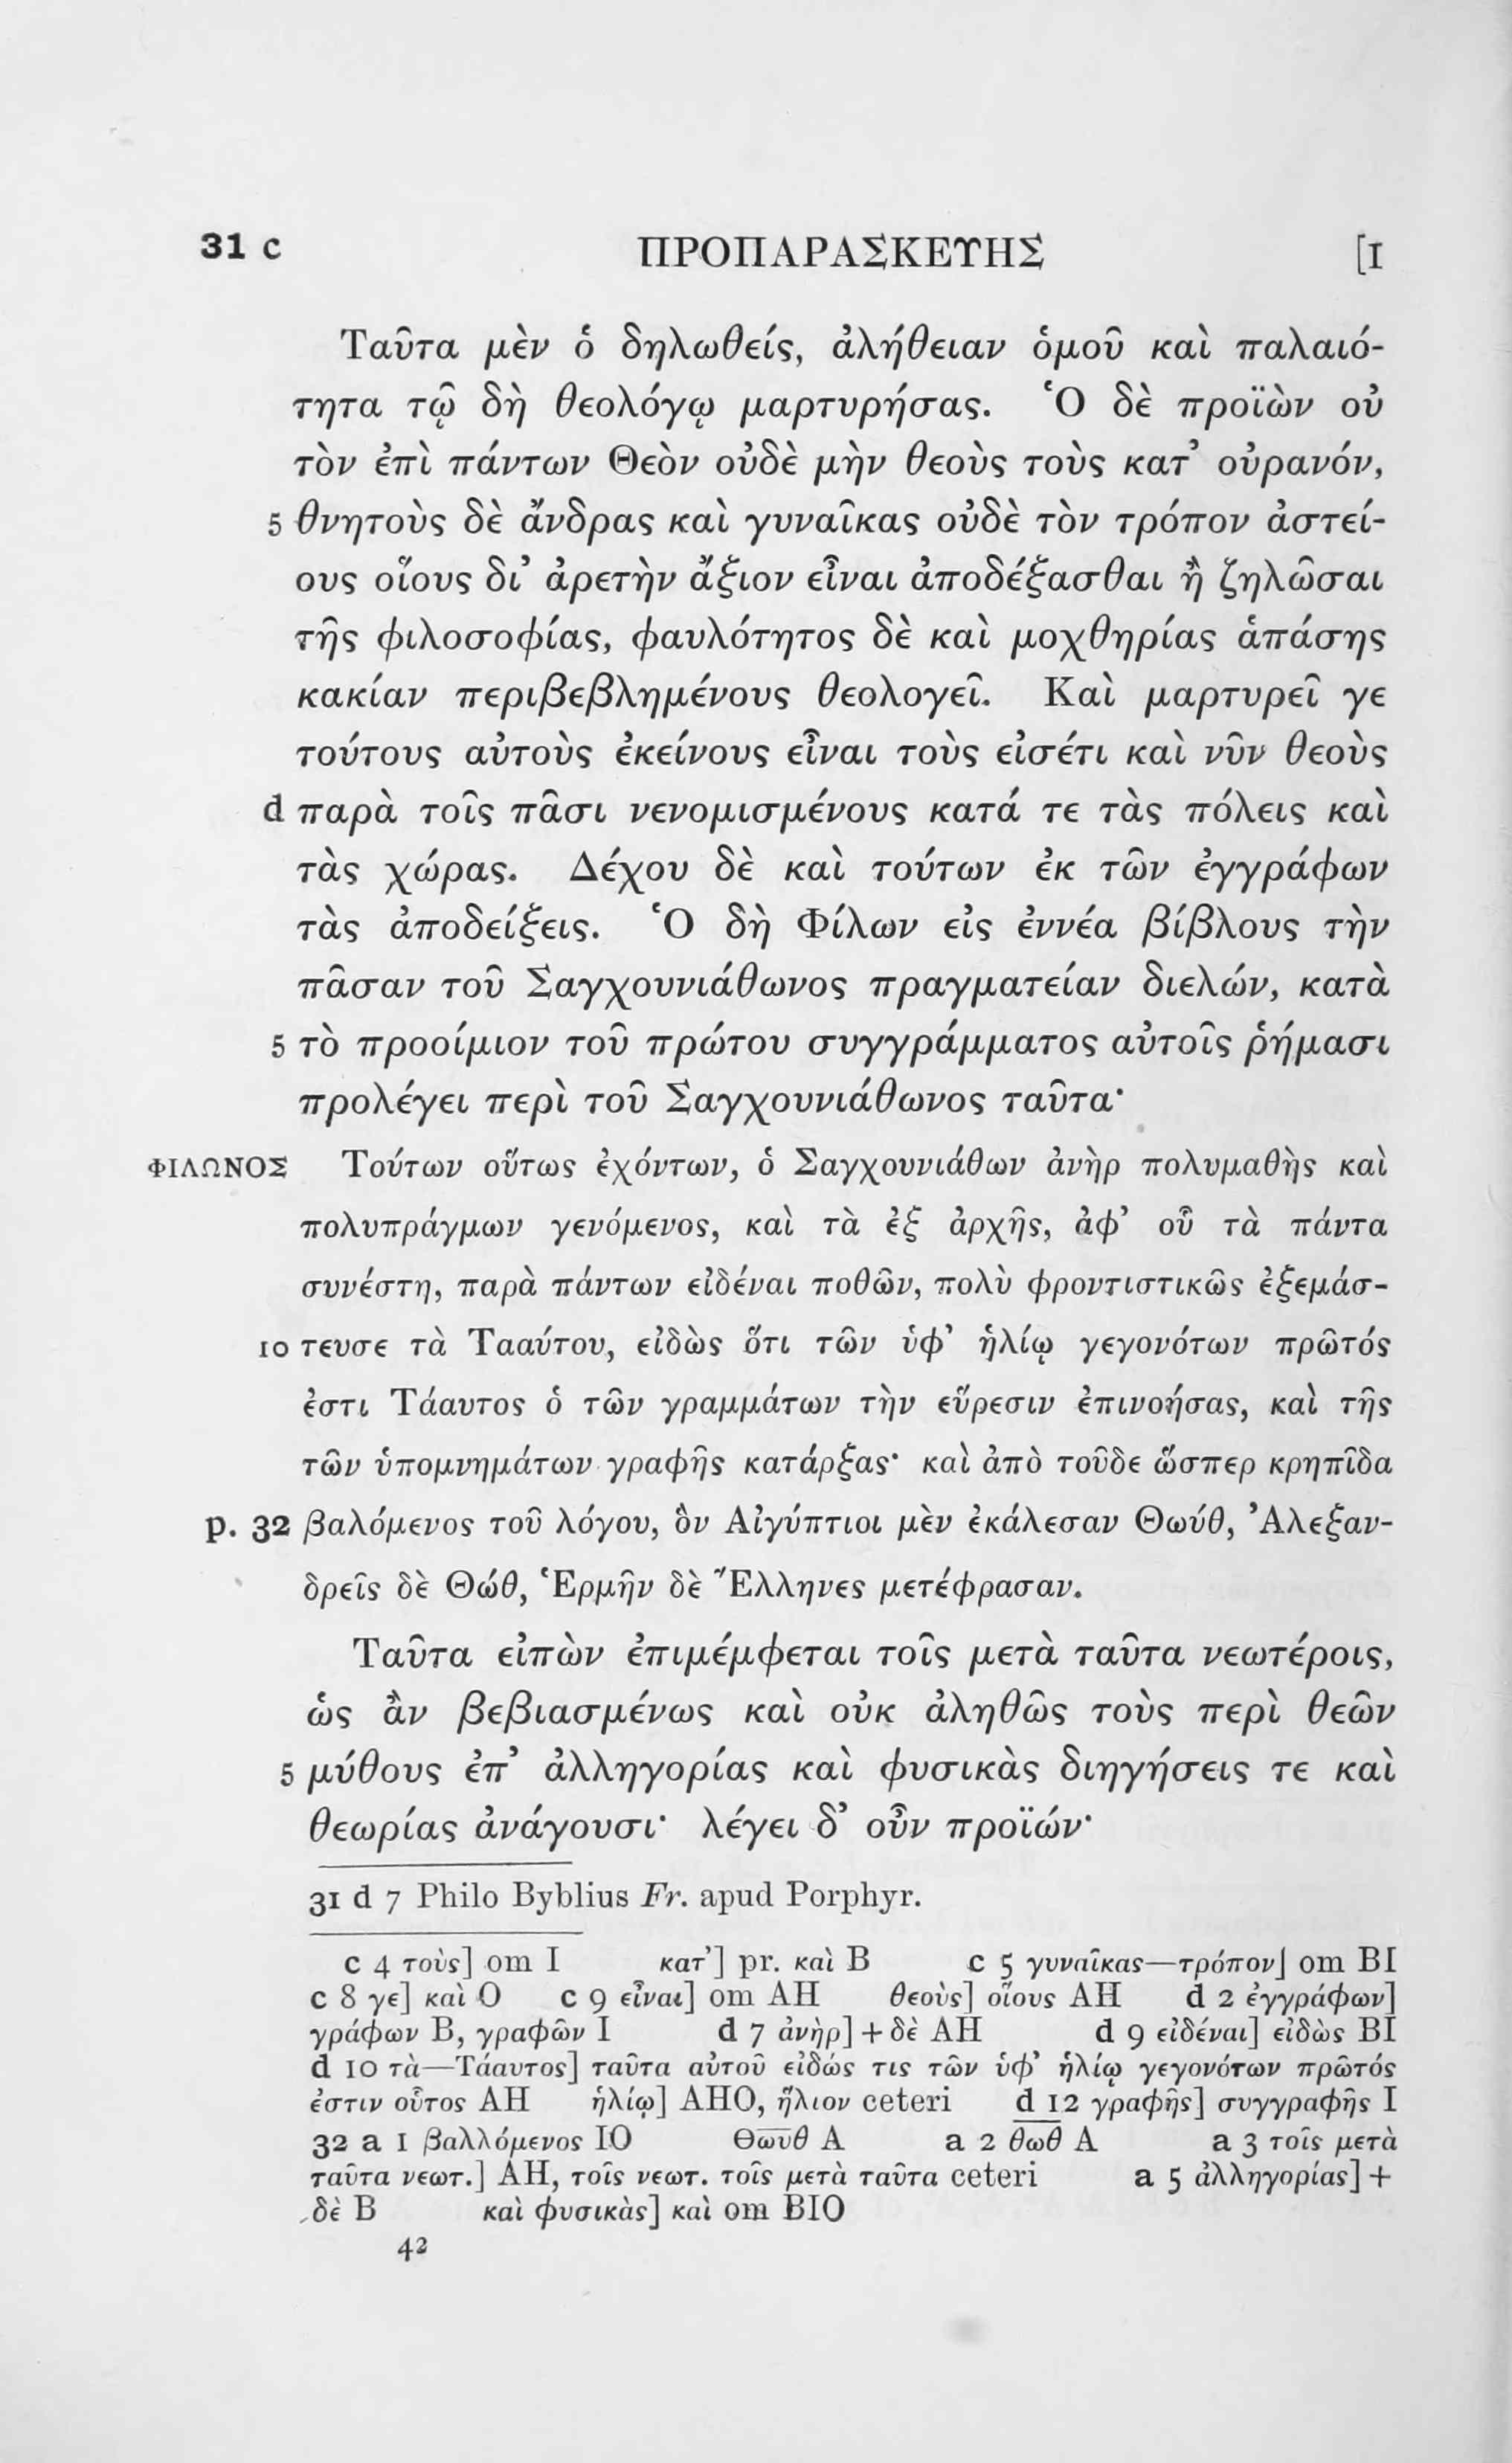 31 c ΠΡΟΠΑΡΑΣΚΕΥΗΣ [I
Ταῦτα μὲν ὁ δηλωθείς, ἀλήθειαν ὁμοῦ καὶ παλαιό-
τητα τῷ δὴ θεολόγῳ μαρτυρήσας. Ὁ δὲ προϊὼν οὐ
τὸν ἐπὶ πάντων Θεὸν οὐδὲ μὴν θεοὺς τοὺς κατ’ οὐρανόν,
5 θνητοὺς δὲ ἄνδρας καὶ γυναῖκας οὐδὲ τὸν τρόπον ἀστεί-
ους οἵους δι’ ἀρετὴν ἄξιον εἶναι ἀποδέξασθαι ἢ ζηλῶσαι
τῆς φιλοσοφίας, φαυλότητος δὲ καὶ μοχθηρίας ἁπάσης
κακίαν περιβεβλημένους θεολογεῖ. Καὶ μαρτυρεῖ γε
τούτους αὐτοὺς ἐκείνους εἶναι τοὺς εἰσέτι καὶ νῦν θεοὺς
d παρὰ τοῖς πᾶσι νενομισμένους κατά τε τὰς πόλεις καὶ
τὰς χώρας. Δέχου δὲ καὶ τούτων ἐκ τῶν ἐγγράφων
τὰς ἀποδείξεις. Ὁ δὴ Φίλων εἰς ἐννέα βίβλους τὴν
πᾶσαν τοῦ Σαγχουνιάθωνος πραγματείαν διελών, κατὰ
5 τὸ προοίμιον τοῦ πρώτου συγγράμματος αὐτοῖς ῥήμασι
προλέγει περὶ τοῦ Σαγχουνιάθωνος ταῦτα·
ΦΙΛΩΝΟΣ Τούτων οὕτως ἐχόντων, ὁ Σαγχουνιάθων ἀνὴρ πολυμαθὴς καὶ
πολυπράγμων γενόμενος, καὶ τὰ ἐξ ἀρχῆς, ἀφ’ οὗ τὰ πάντα
συνέστη, παρὰ πάντων εἰδέναι ποθῶν, πολὺ φροντιστικῶς ἐξεμάσ-
10 τευσε τὰ Τααύτου, εἰδὼς ὅτι τῶν ὑφ’ ἡλίῳ γεγονότων πρῶτός
ἐστι Τάαυτος ὁ τῶν γραμμάτων τὴν εὕρεσιν ἐπινοήσας, καὶ τῆς
τῶν ὑπομνημάτων γραφῆς κατάρξας· καὶ ἀπὸ τοῦδε ὥσπερ κρηπῖδα
p. 32 βαλόμενος τοῦ λόγου, ὃν Αἰγύπτιοι μὲν ἐκάλεσαν Θωύθ, Ἀλεξαν-
δρεῖς δὲ Θώθ, Ἑρμῆν δὲ Ἕλληνες μετέφρασαν.
Ταῦτα εἰπὼν ἐπιμέμφεται τοῖς μετὰ ταῦτα νεωτέροις,
ὡς ἂν βεβιασμένως καὶ οὐκ ἀληθῶς τοὺς περὶ θεῶν
5 μύθους ἐπ’ ἀλληγορίας καὶ φυσικὰς διηγήσεις τε καὶ
θεωρίας ἀνάγουσι· λέγει δ’ οὖν προϊών·
31 d 7 Philo Byblius Fr. apud Porphyr.
c 4 τοὺς] om I κατ’] pr. καὶ B c 5 γυναῖκας—τρόπον] om BI
c 8 γε] καὶ O c 9 εἶναι] om AH θεοὺς] οἵους AH d 2 ἐγγράφων]
γράφων B, γραφῶν I d 7 ἀνὴρ] + δὲ AH d 9 εἰδέναι] εἰδὼς BI
d 10 τὰ—Τάαυτος] ταῦτα αὐτοῦ εἰδώς τις τῶν ὑφ’ ἡλίῳ γεγονότων πρῶτός
ἐστιν οὗτος AH ἡλίῳ] AHO, ἥλιον ceteri d 12 γραφῆς] συγγραφῆς I
32 a 1 βαλλόμενος IO Θωυθ A a 2 θωθ A a 3 τοῖς μετὰ
ταῦτα νεωτ.] AH, τοῖς νεωτ. τοῖς μετὰ ταῦτα ceteri a 5 ἀλληγορίας] +
δὲ B καὶ φυσικὰς] καὶ om BIO
42